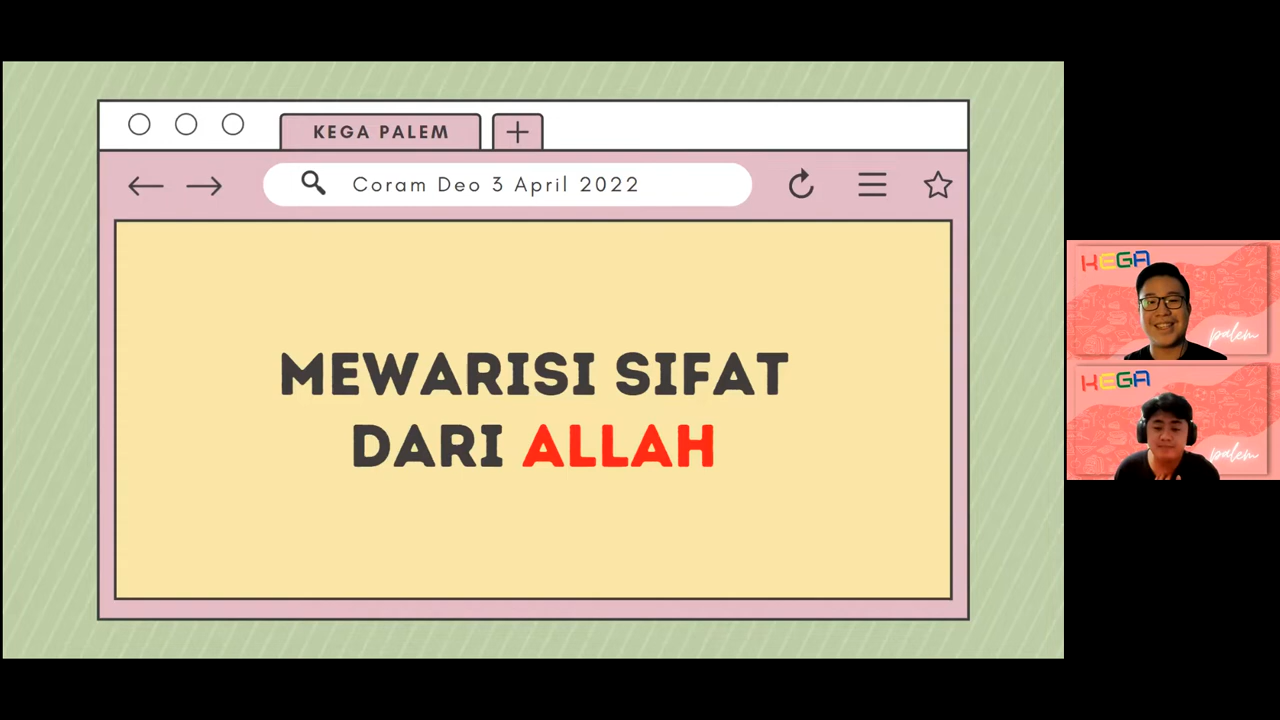 KEGA PALEM
Coram Deo 3 April 2022
MEWARISI SIFAT
DARI ALLAH
KEGA
palem
KEGA
palem